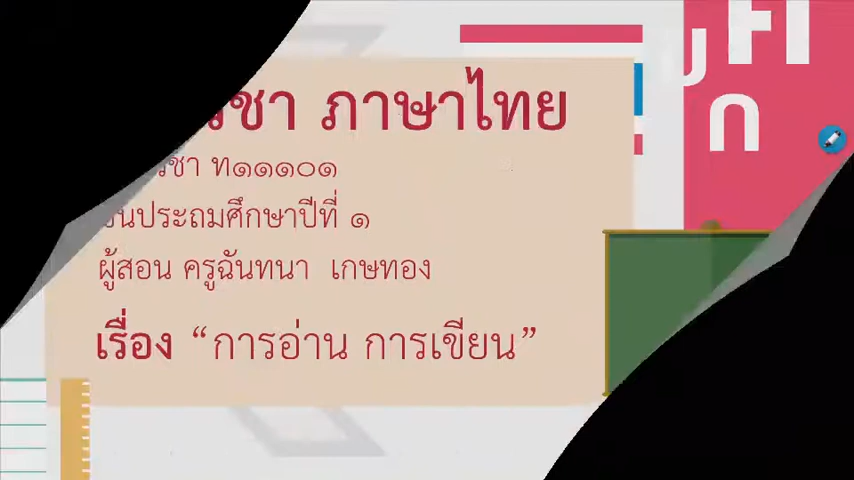 ภาษาไทย
ท๑๑๑๐๑
ชั้นประถมศึกษาปีที่ ๑
ผู้สอน ครูฉันทนา เกษทอง
เรื่อง “การอ่าน การเขียน”
ก